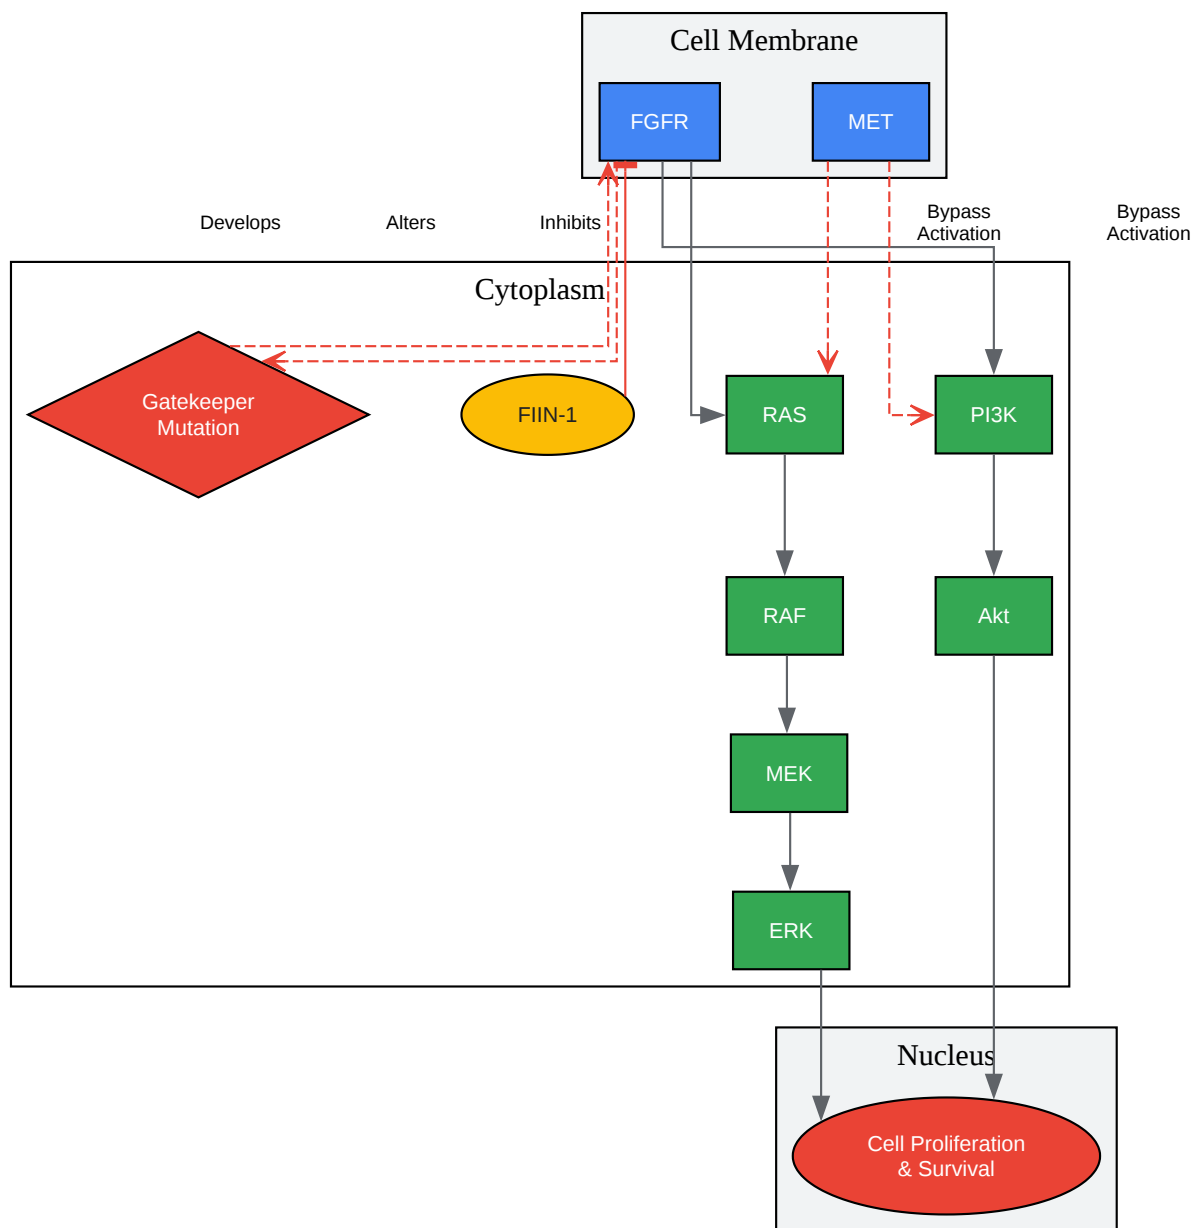 Cell Membrane
FGFR
MET
Develops
Alters
Inhibits
Bypass
Activation
Bypass
Activation
Cytoplasm
Gatekeeper
Mutation
FIIN-1
RAS
PI3K
RAF
Akt
MEK
ERK
Nucleus
Cell Proliferation
& Survival